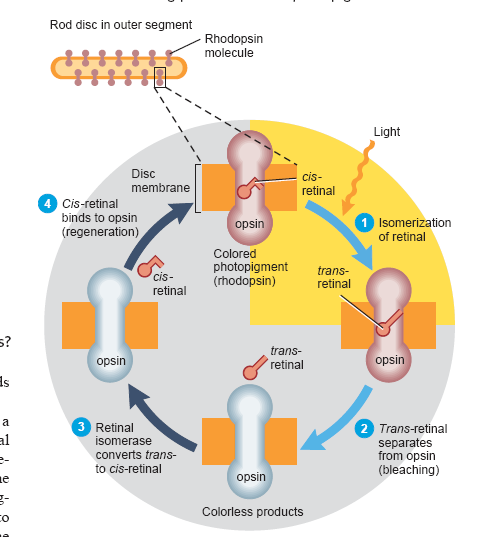 Rod disc in outer segment
Rhodopsin
molecule
Light
Disc
membrane
cis-
retinal
opsin
Colored
photopigment
(rhodopsin)
1 Isomerization
of retinal
trans-
retinal
opsin
2 Trans-retinal
separates
from opsin
(bleaching)
trans-
retinal
opsin
Colorless products
3 Retinal
isomerase
converts trans-
to cis-retinal
opsin
cis-
retinal
4 Cis-retinal
binds to opsin
(regeneration)
a
to